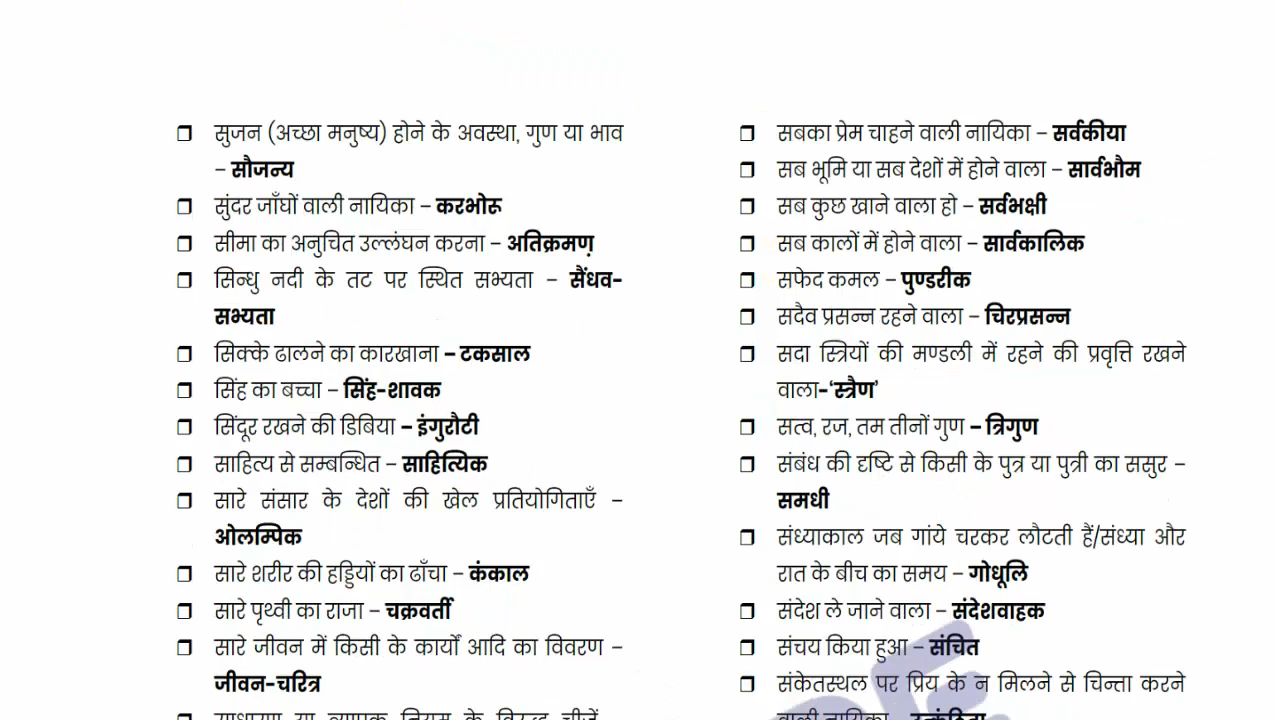 ❒ सुजन (अच्छा मनुष्य) होने के अवस्था, गुण या भाव
– सौजन्य
❒ सुंदर जाँघों वाली नायिका – करभोरू
❒ सीमा का अनुचित उल्लंघन करना – अतिक्रमण़
❒ सिन्धु नदी के तट पर स्थित सभ्यता – सैंधव-
सभ्यता
❒ सिक्के ढालने का कारखाना – टकसाल
❒ सिंह का बच्चा – सिंह-शावक
❒ सिंदूर रखने की डिबिया – इंगुरौटी
❒ साहित्य से सम्बन्धित – साहित्यिक
❒ सारे संसार के देशों की खेल प्रतियोगिताएँ –
ओलम्पिक
❒ सारे शरीर की हड्डियों का ढाँचा – कंकाल
❒ सारे पृथ्वी का राजा – चक्रवर्ती
❒ सारे जीवन में किसी के कार्यों आदि का विवरण –
जीवन-चरित्र
साधारण या व्यापक नियम के विरुद्ध चीजें
❒ सबका प्रेम चाहने वाली नायिका – सर्वकीया
❒ सब भूमि या सब देशों में होने वाला – सार्वभौम
❒ सब कुछ खाने वाला हो – सर्वभक्षी
❒ सब कालों में होने वाला – सार्वकालिक
❒ सफेद कमल – पुण्डरीक
❒ सदैव प्रसन्न रहने वाला – चिरप्रसन्न
❒ सदा स्त्रियों की मण्डली में रहने की प्रवृत्ति रखने
वाला-‘स्त्रैण’
❒ सत्व, रज, तम तीनों गुण – त्रिगुण
❒ संबंध की दृष्टि से किसी के पुत्र या पुत्री का ससुर –
समधी
❒ संध्याकाल जब गांये चरकर लौटती हैं/संध्या और
रात के बीच का समय – गोधूलि
❒ संदेश ले जाने वाला – संदेशवाहक
❒ संचय किया हुआ – संचित
❒ संकेतस्थल पर प्रिय के न मिलने से चिन्ता करने
वाली नायिका – उत्कंठिता